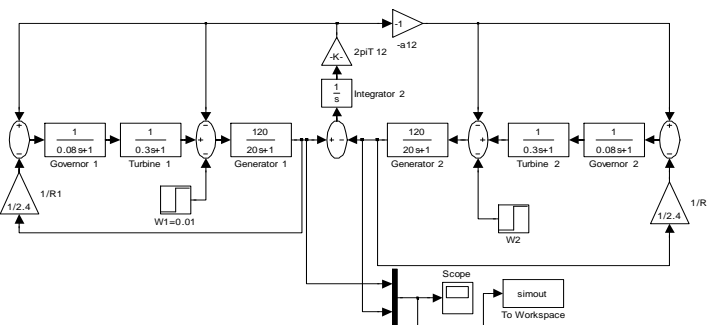 -1
-a12
-K-
2piT 12
1
s
Integrator 2
+
-
1
0.08s+1
Governor 1
1
0.3s+1
Turbine 1
-
+
-
120
20s+1
Generator 1
+
-
120
20s+1
Generator 2
-
+
-
1
0.3s+1
Turbine 2
1
0.08s+1
Governor 2
+
-
1/2.4
1/R1
W1=0.01
W2
1/2.4
1/R
Scope
simout
To Workspace